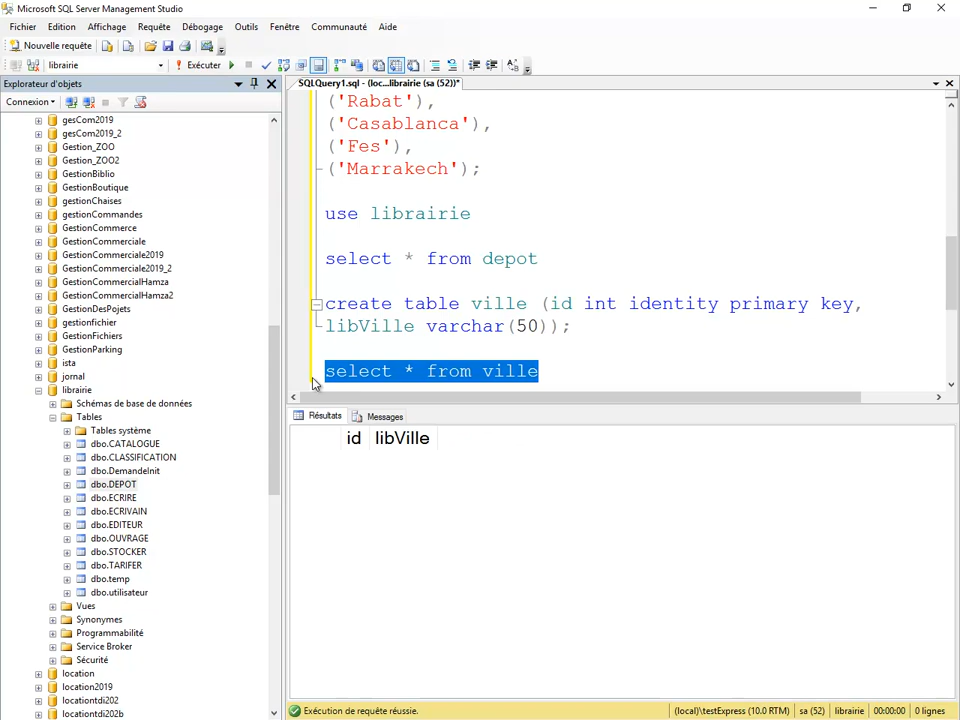 Microsoft SQL Server Management Studio
Fichier Edition Affichage Requête Débogage Outils Fenêtre Communauté Aide
Nouvelle requête
librairie Exécuter
Explorateur d'objets
Connexion
gesCom2019
gesCom2019_2
Gestion_ZOO
Gestion_ZOO2
GestionBiblio
GestionBoutique
gestionChaises
gestionCommandes
GestionCommerce
GestionCommerciale
GestionCommerciale2019
GestionCommerciale2019_2
GestionCommercialHamza
GestionCommercialHamza2
GestionDesPojets
gestionfichier
GestionFichiers
GestionParking
ista
jornal
librairie
Schémas de base de données
Tables
Tables système
dbo.CATALOGUE
dbo.CLASSIFICATION
dbo.DemandeInit
dbo.DEPOT
dbo.ECRIRE
dbo.ECRIVAIN
dbo.EDITEUR
dbo.OUVRAGE
dbo.STOCKER
dbo.TARIFER
dbo.temp
dbo.utilisateur
Vues
Synonymes
Programmabilité
Service Broker
Sécurité
location
location2019
locationtdi202
locationtdi202b
SQLQuery1.sql - (loc...librairie (sa (52))*
('Rabat'),
('Casablanca'),
('Fes'),
('Marrakech');
use librairie
select * from depot
create table ville (id int identity primary key,
libVille varchar(50));
select * from ville
Résultats Messages
id libVille
Exécution de requête réussie. (local)\testExpress (10.0 RTM) sa (52) librairie 00:00:00 0 lignes